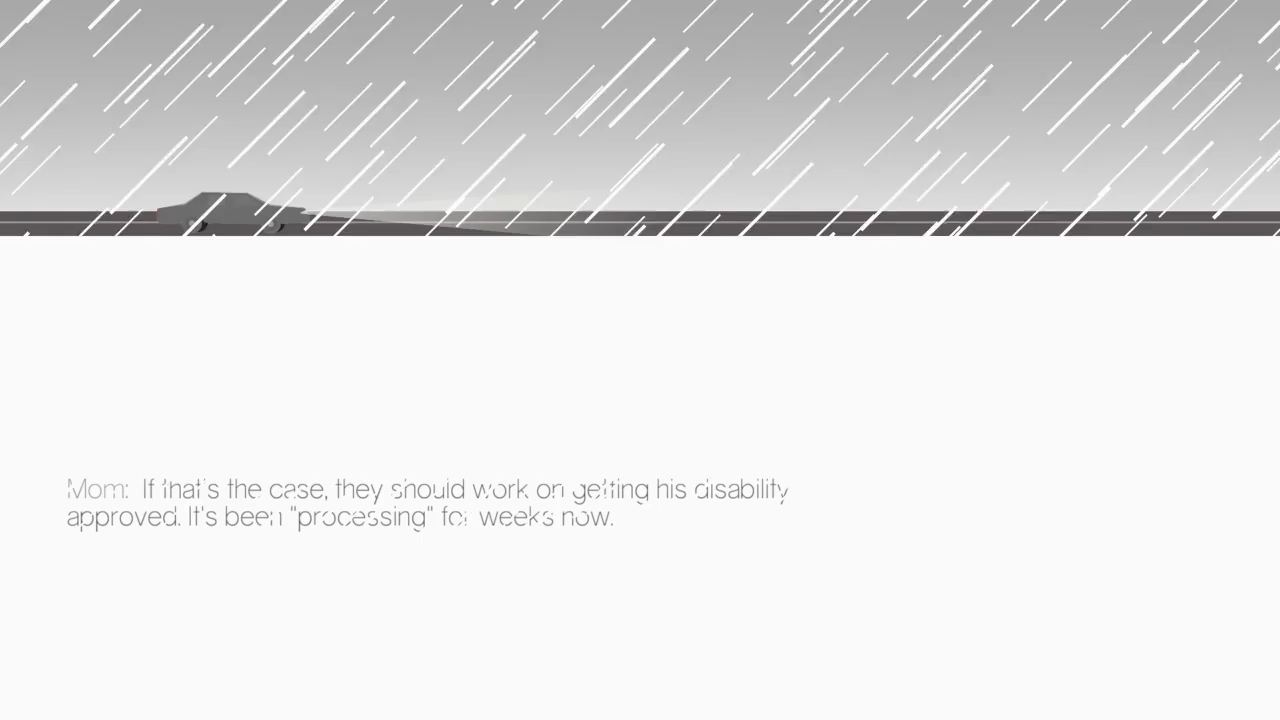 Mom: If that's the case, they should work on getting his disability
approved. It's been "processing" for weeks now.